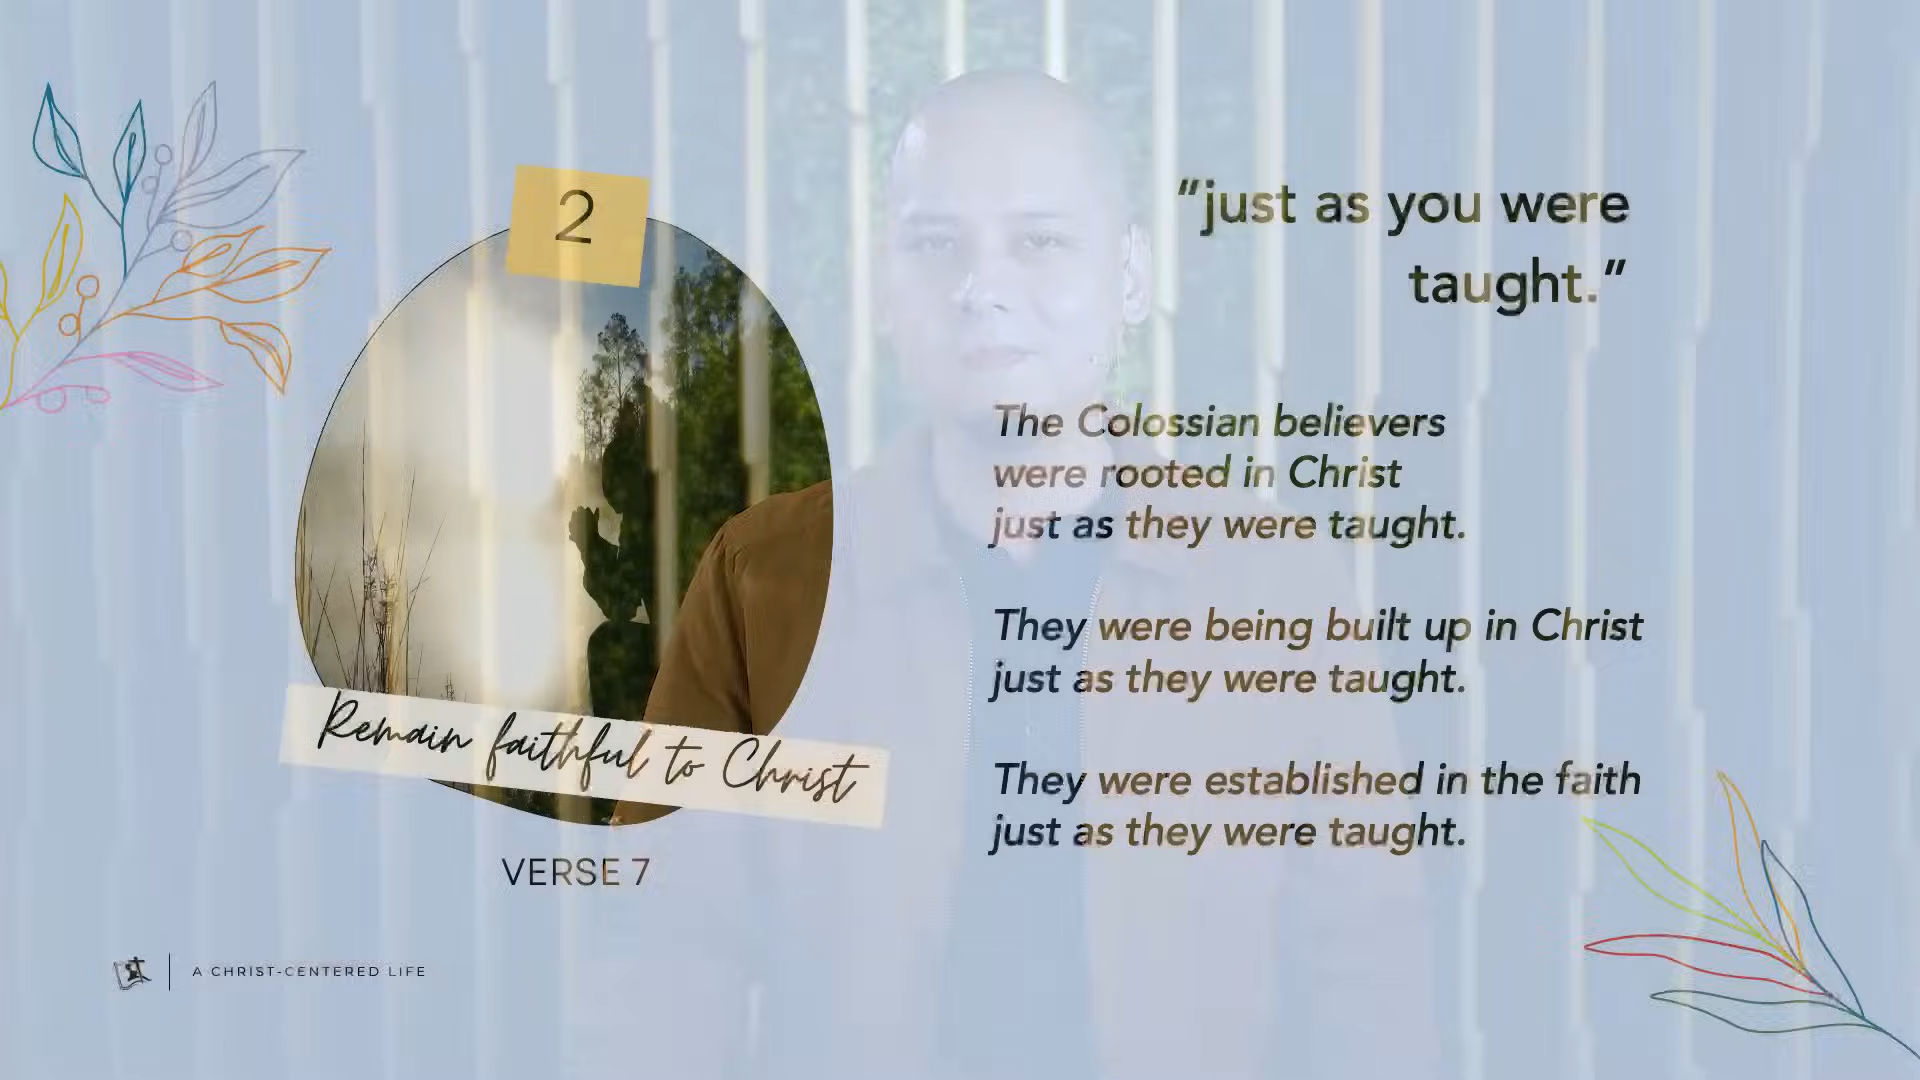 2
Remain faithful to Christ
VERSE 7
A CHRIST-CENTERED LIFE
“just as you were
taught.”
The Colossian believers
were rooted in Christ
just as they were taught.
They were being built up in Christ
just as they were taught.
They were established in the faith
just as they were taught.